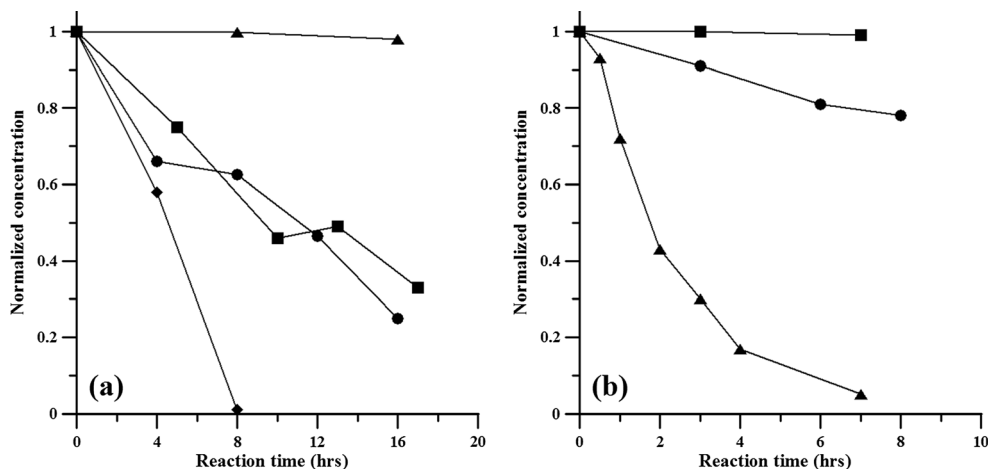 1
0.8
0.6
0.4
0.2
0
Normalized concentration
(a)
0 4 8 12 16 20
Reaction time (hrs)
1
0.8
0.6
0.4
0.2
0
Normalized concentration
(b)
0 2 4 6 8 10
Reaction time (hrs)